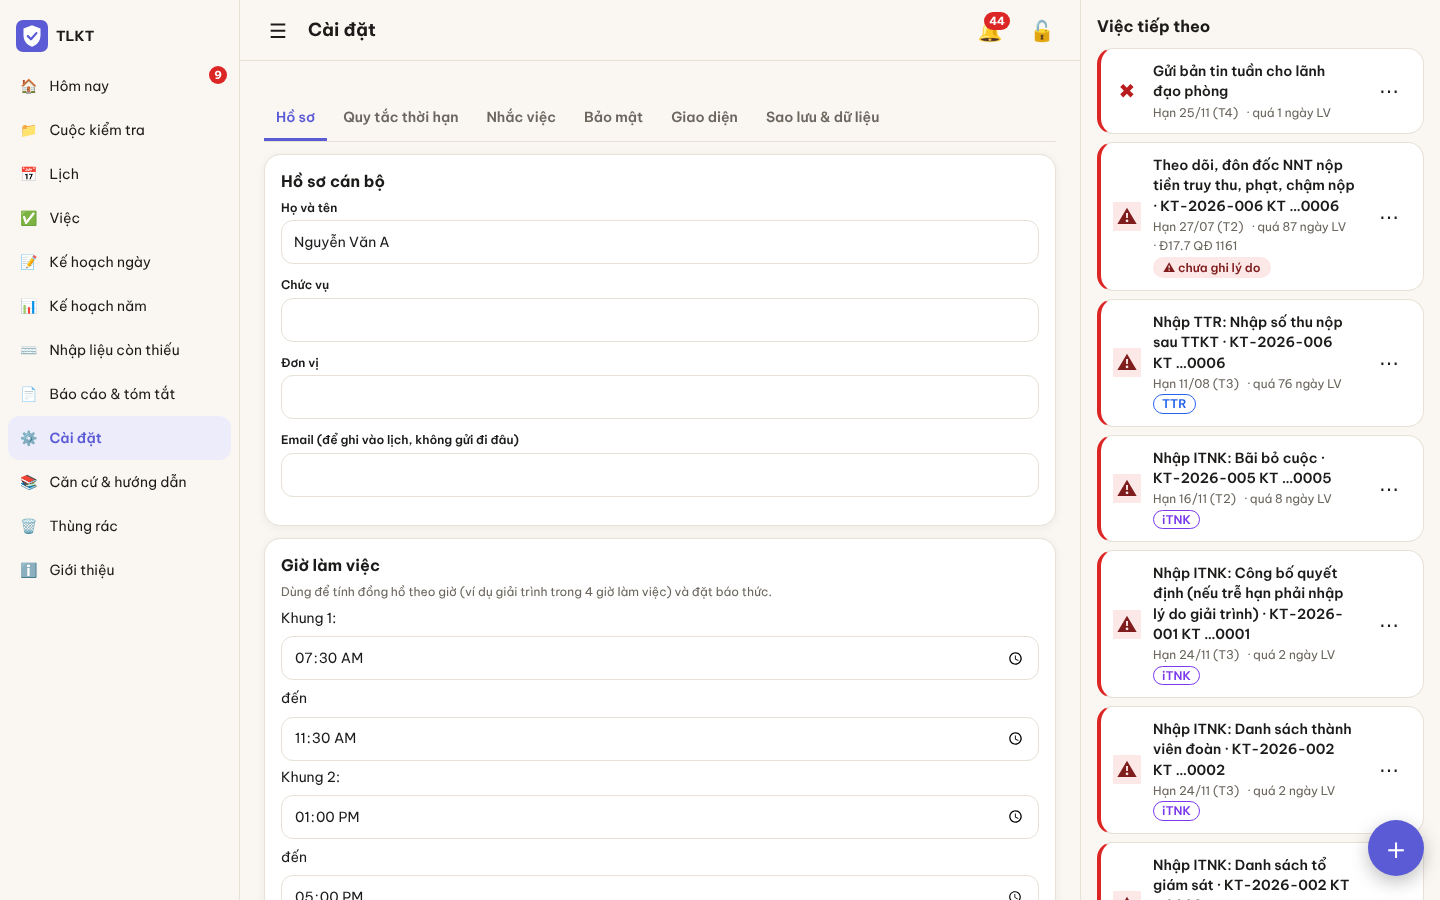 TLKT
Hôm nay
9
Cuộc kiểm tra
Lịch
Việc
Kế hoạch ngày
Kế hoạch năm
Nhập liệu còn thiếu
Báo cáo & tóm tắt
Cài đặt
Căn cứ & hướng dẫn
Thùng rác
Giới thiệu
Cài đặt
44
Hồ sơ
Quy tắc thời hạn
Nhắc việc
Bảo mật
Giao diện
Sao lưu & dữ liệu
Hồ sơ cán bộ
Họ và tên
Nguyễn Văn A
Chức vụ
Đơn vị
Email (để ghi vào lịch, không gửi đi đâu)
Giờ làm việc
Dùng để tính đồng hồ theo giờ (ví dụ giải trình trong 4 giờ làm việc) và đặt báo thức.
Khung 1:
07:30 AM
đến
11:30 AM
Khung 2:
01:00 PM
đến
05:00 PM
Việc tiếp theo
Gửi bản tin tuần cho lãnh
đạo phòng
Hạn 25/11 (T4) · quá 1 ngày LV
Theo dõi, đôn đốc NNT nộp
tiền truy thu, phạt, chậm nộp
· KT-2026-006 KT ...0006
Hạn 27/07 (T2) · quá 87 ngày LV
· Đ17.7 QĐ 1161
chưa ghi lý do
Nhập TTR: Nhập số thu nộp
sau TTKT · KT-2026-006
KT ...0006
Hạn 11/08 (T3) · quá 76 ngày LV
TTR
Nhập ITNK: Bãi bỏ cuộc ·
KT-2026-005 KT ...0005
Hạn 16/11 (T2) · quá 8 ngày LV
iTNK
Nhập ITNK: Công bố quyết
định (nếu trễ hạn phải nhập
lý do giải trình) · KT-2026-
001 KT ...0001
Hạn 24/11 (T3) · quá 2 ngày LV
iTNK
Nhập ITNK: Danh sách thành
viên đoàn · KT-2026-002
KT ...0002
Hạn 24/11 (T3) · quá 2 ngày LV
iTNK
Nhập ITNK: Danh sách tổ
giám sát · KT-2026-002 KT